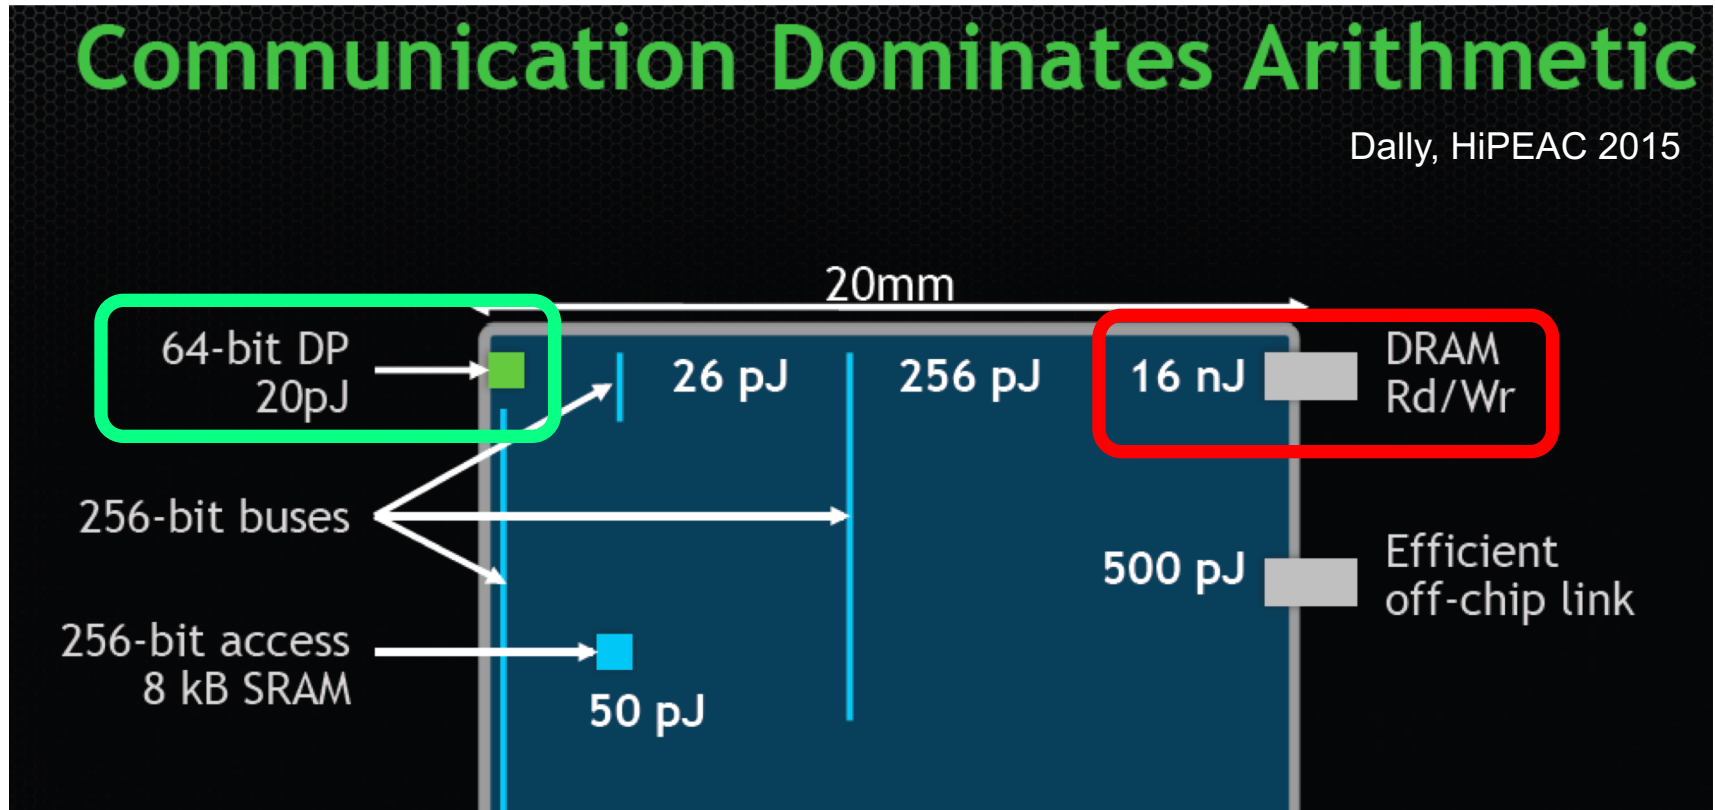 Communication Dominates Arithmetic
Dally, HiPEAC 2015
20mm
64-bit DP
20pJ
26 pJ
256 pJ
16 nJ
DRAM
Rd/Wr
256-bit buses
500 pJ
Efficient
off-chip link
256-bit access
8 kB SRAM
50 pJ